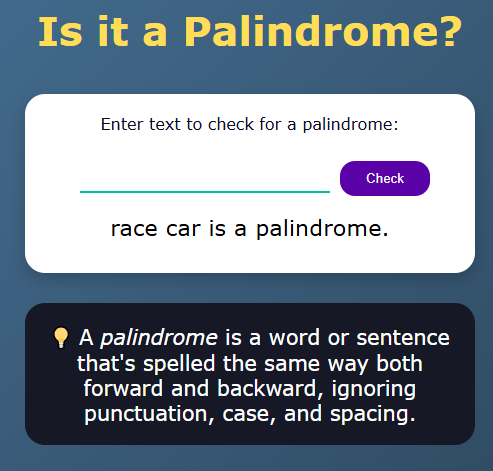 Is it a Palindrome?
Enter text to check for a palindrome:
Check
race car is a palindrome.
A palindrome is a word or sentence
that's spelled the same way both
forward and backward, ignoring
punctuation, case, and spacing.